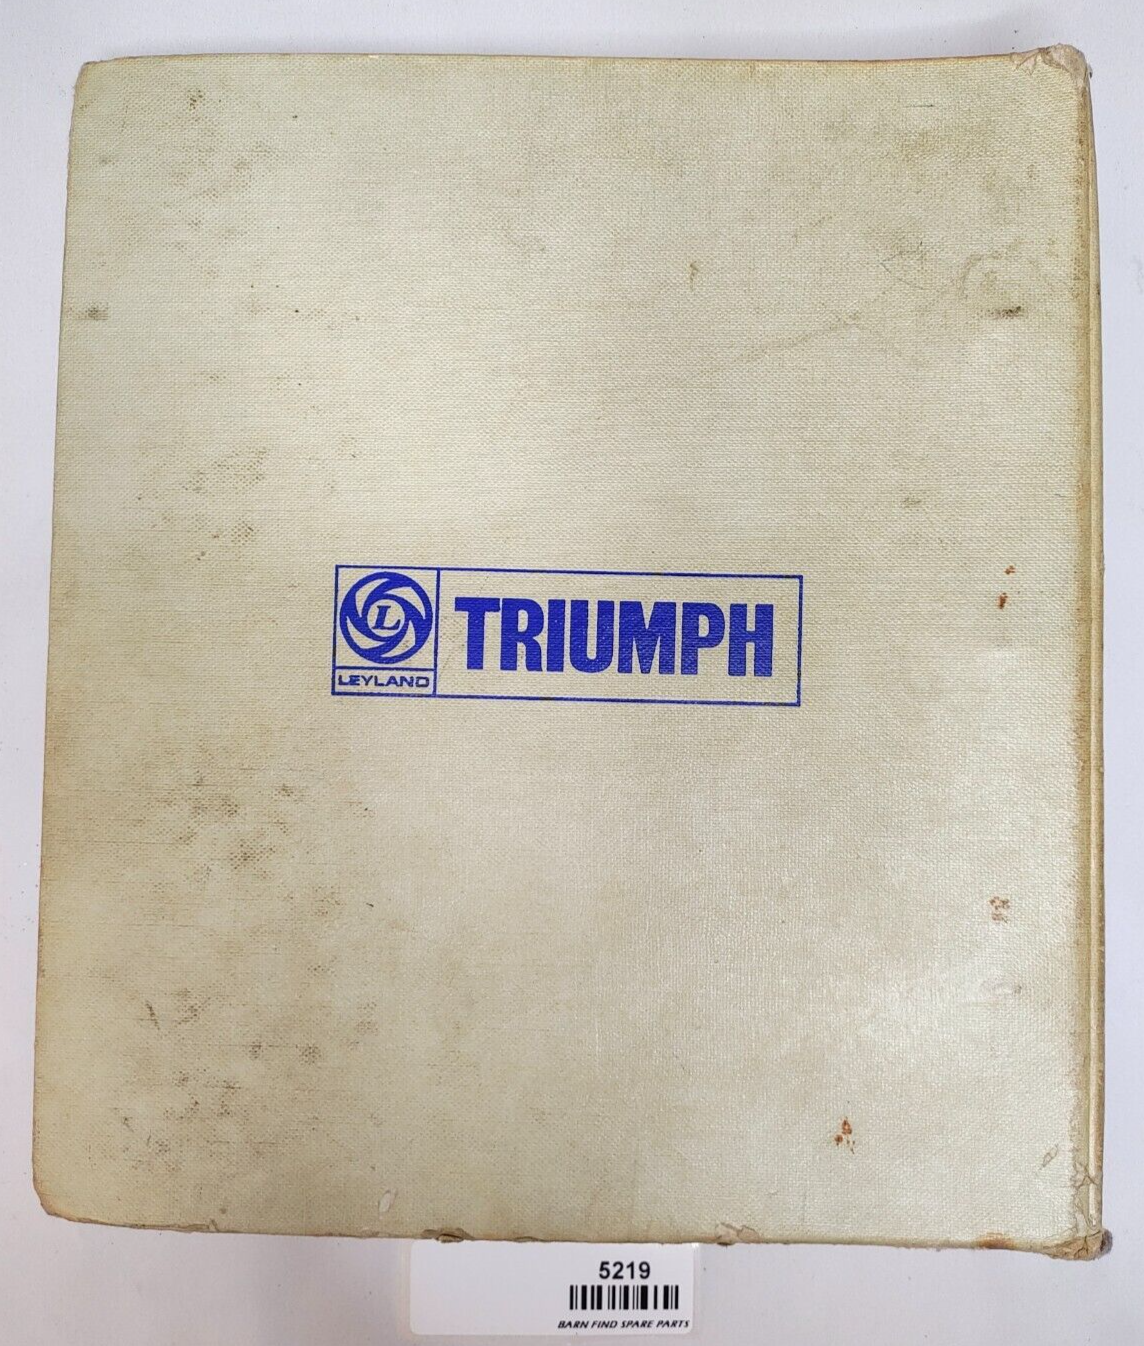 L
LEYLAND
TRIUMPH
5219
BARN FIND SPARE PARTS